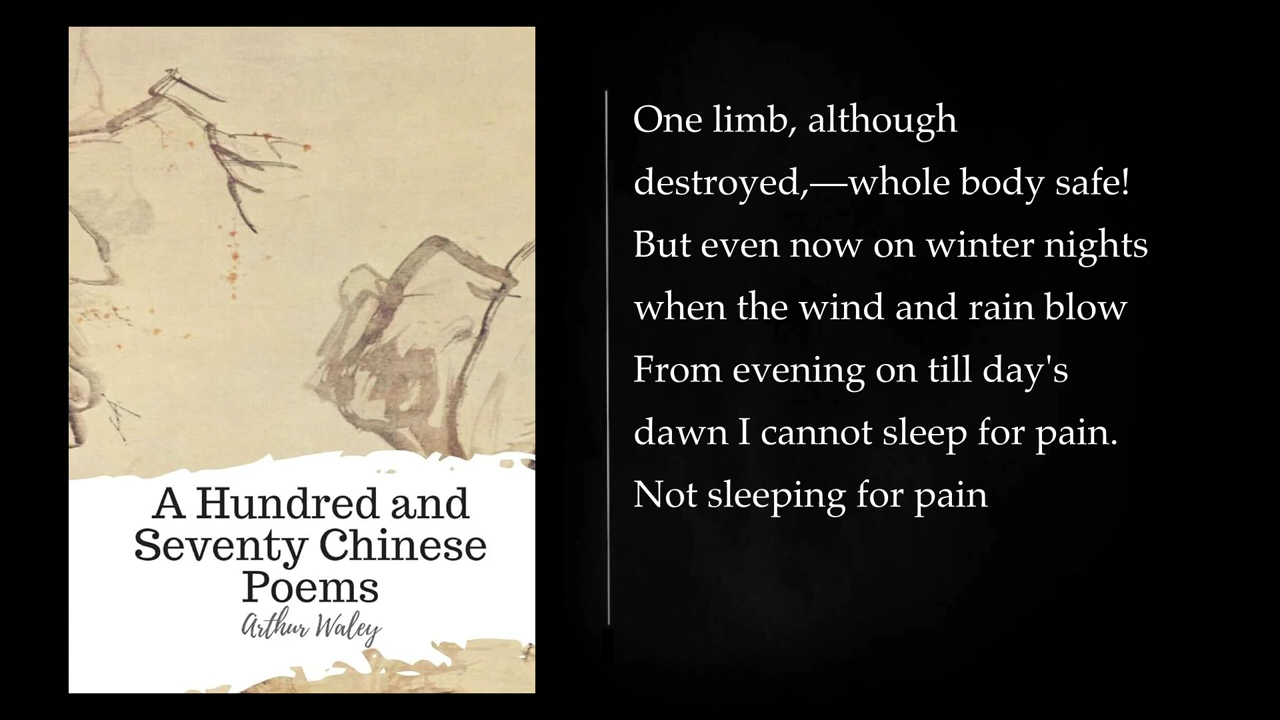 A Hundred and
Seventy Chinese
Poems
Arthur Waley
One limb, although
destroyed,—whole body safe!
But even now on winter nights
when the wind and rain blow
From evening on till day's
dawn I cannot sleep for pain.
Not sleeping for pain